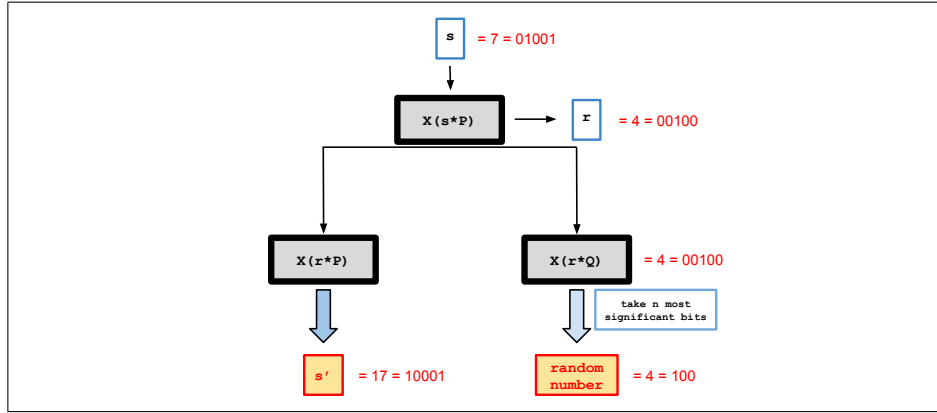 s
= 7 = 01001
X(s*P)
r
= 4 = 00100
X(r*P)
X(r*Q)
= 4 = 00100
take n most
significant bits
s’
= 17 = 10001
random
number
= 4 = 100